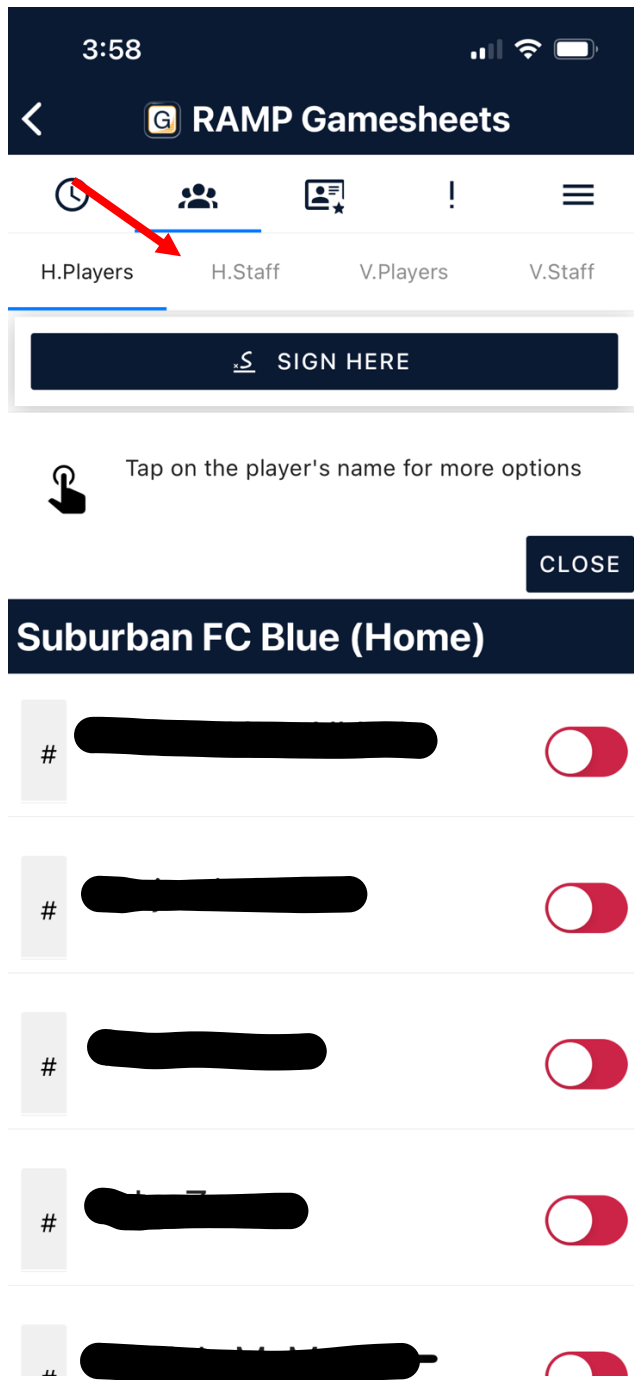 3:58
G RAMP Gamesheets
!
H.Players H.Staff V.Players V.Staff
SIGN HERE
Tap on the player's name for more options
CLOSE
Suburban FC Blue (Home)
#
#
#
#
#